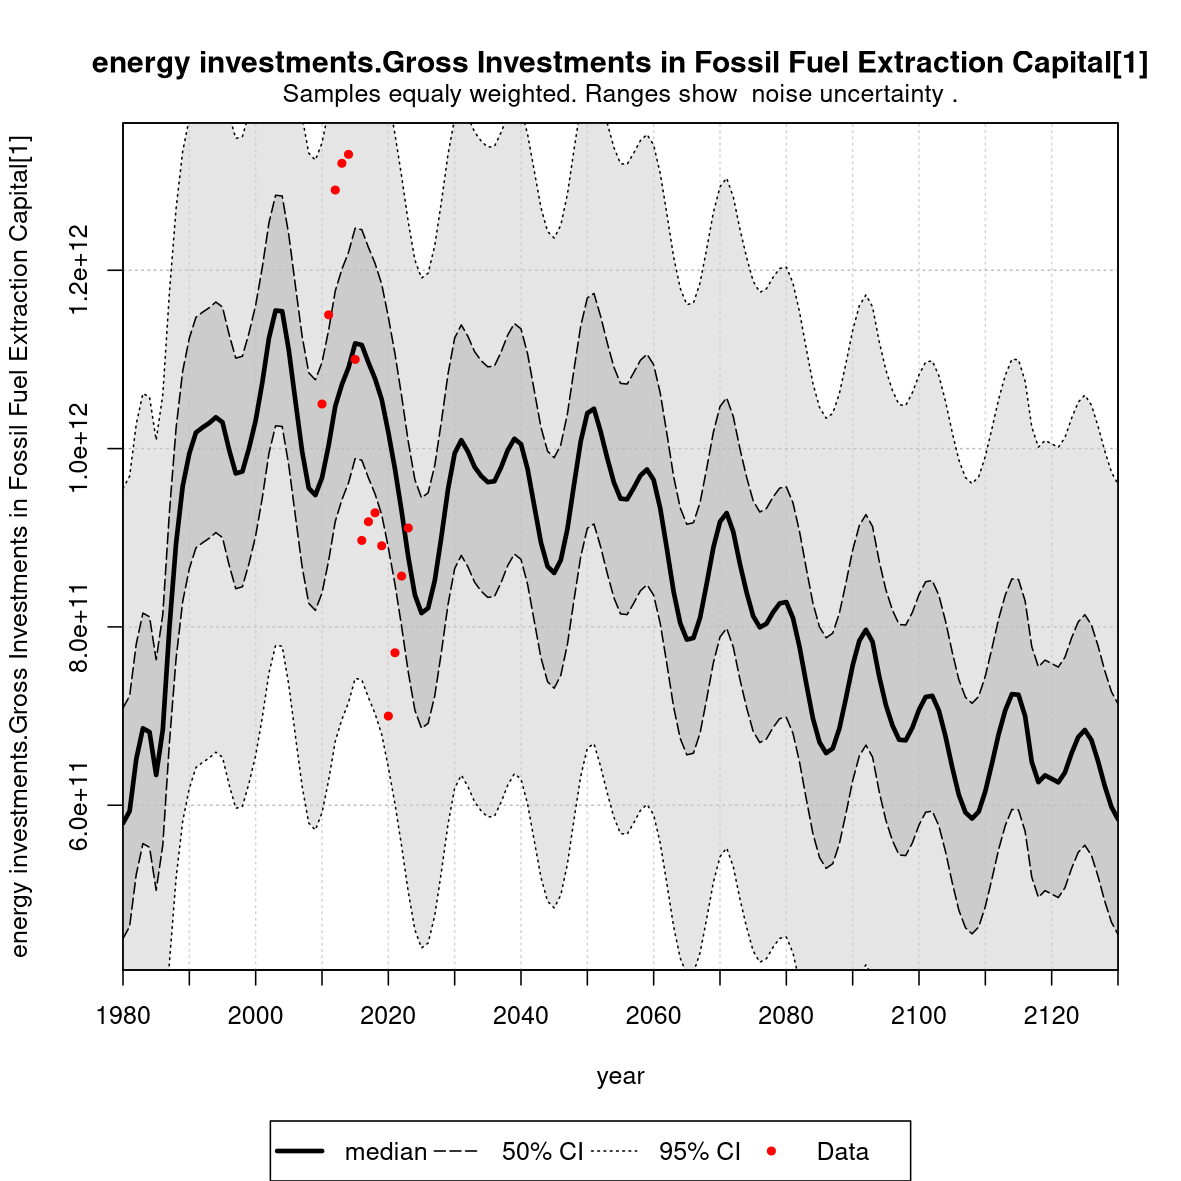 energy investments.Gross Investments in Fossil Fuel Extraction Capital[1]
Samples equaly weighted. Ranges show  noise uncertainty .
energy investments.Gross Investments in Fossil Fuel Extraction Capital[1]
1.2e+12
1.0e+12
8.0e+11
6.0e+11
1980 2000 2020 2040 2060 2080 2100 2120
year
median 50% CI 95% CI Data